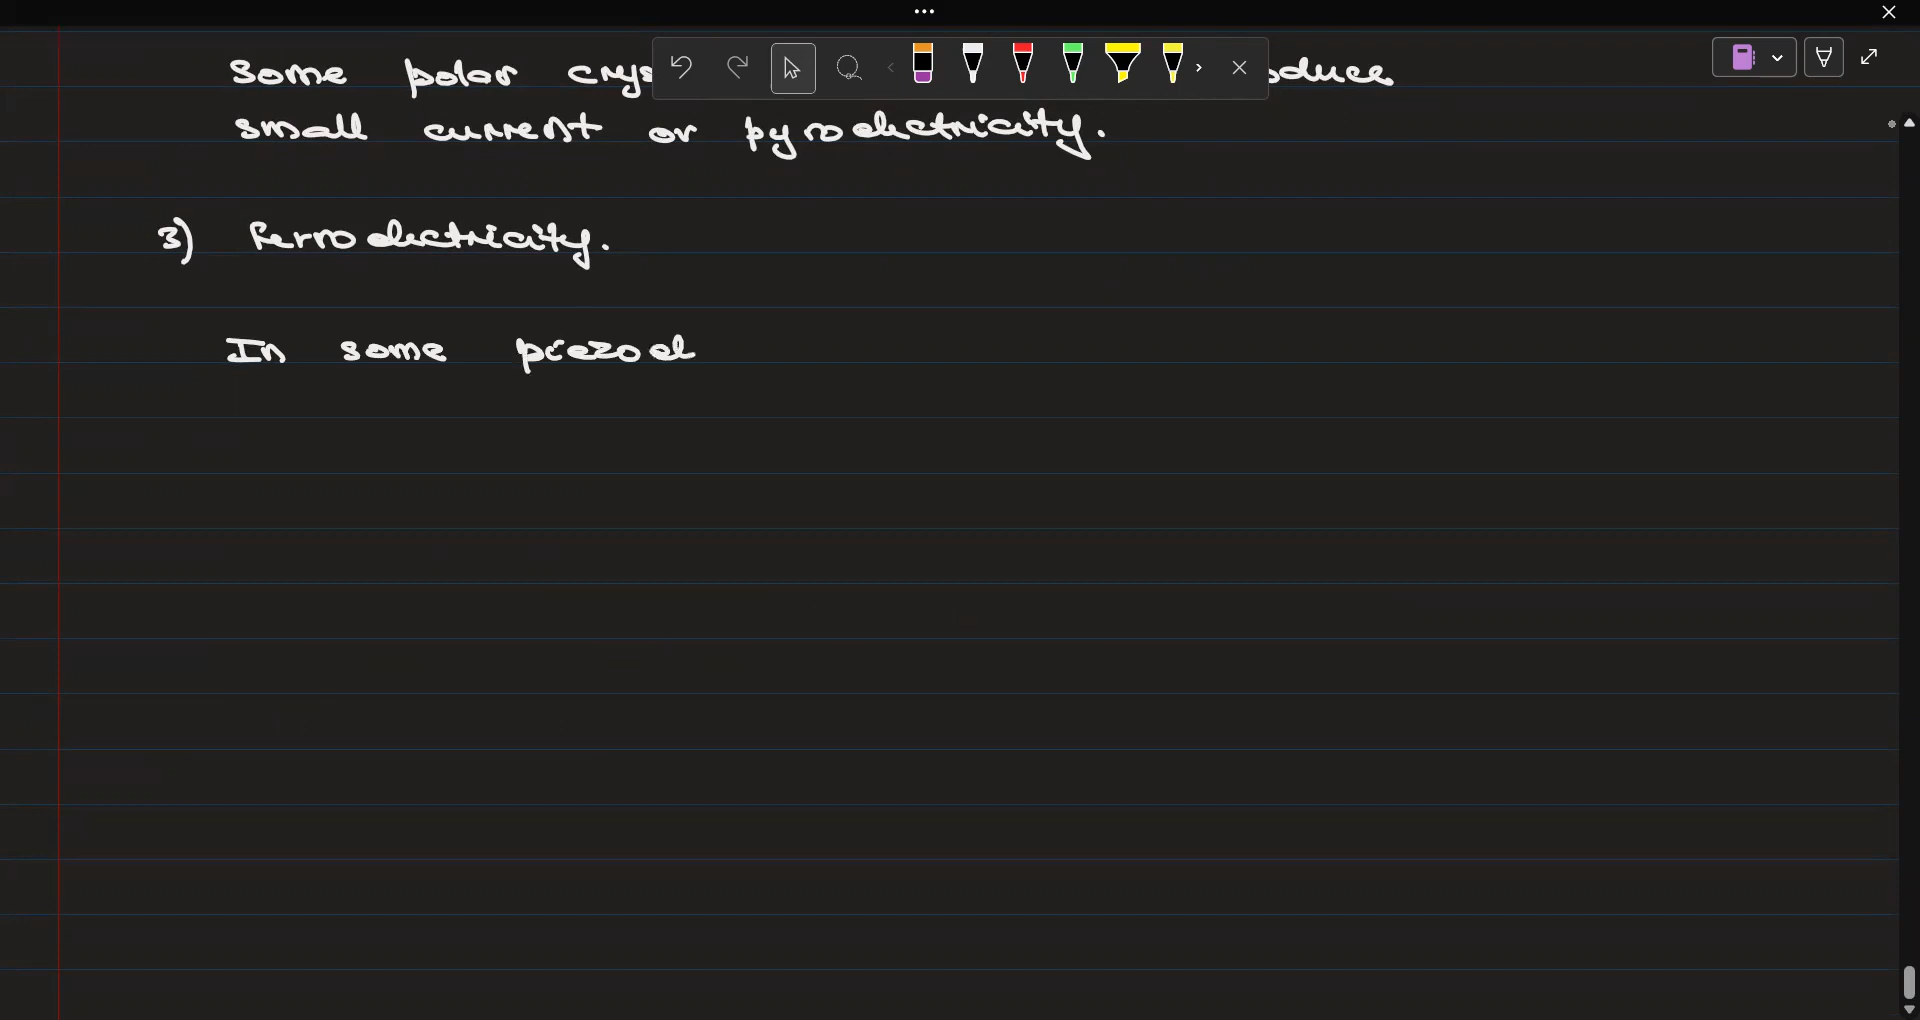 Some polar crys oduce
small current or pyroelectricity.
3) Ferroelectricity.
In some piezoel